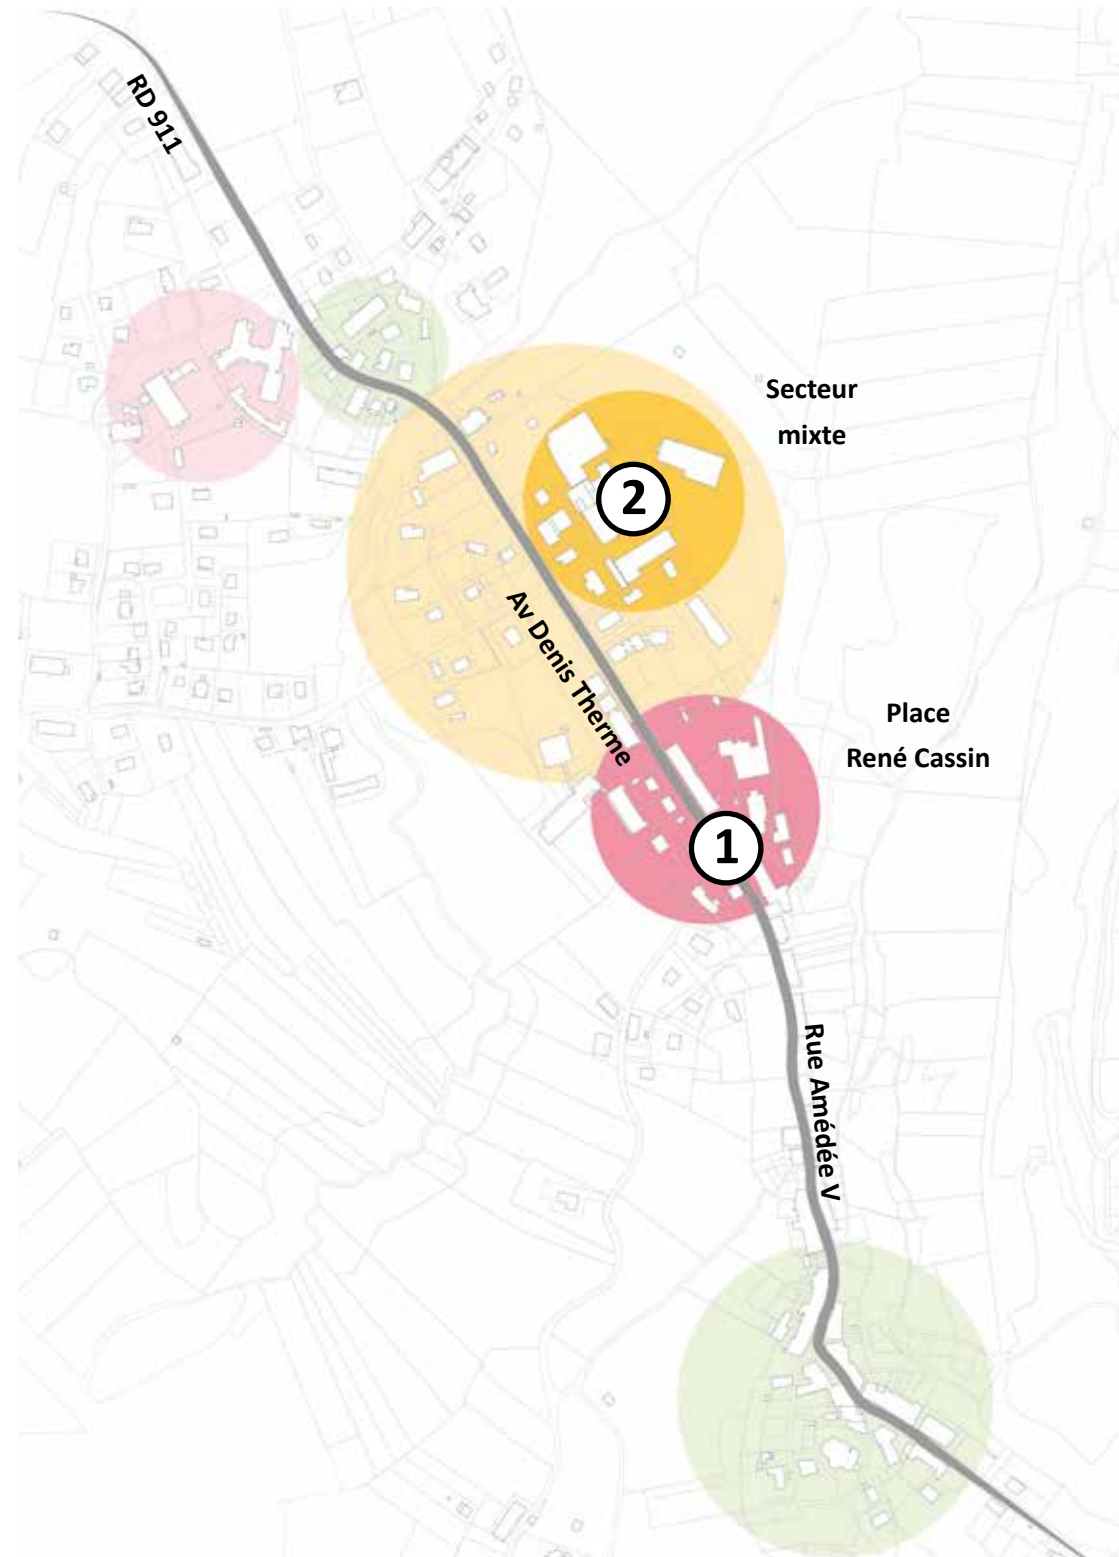 RD 911
Secteur
mixte
2
Av Denis Therme
Place
René Cassin
1
Rue Amédée V